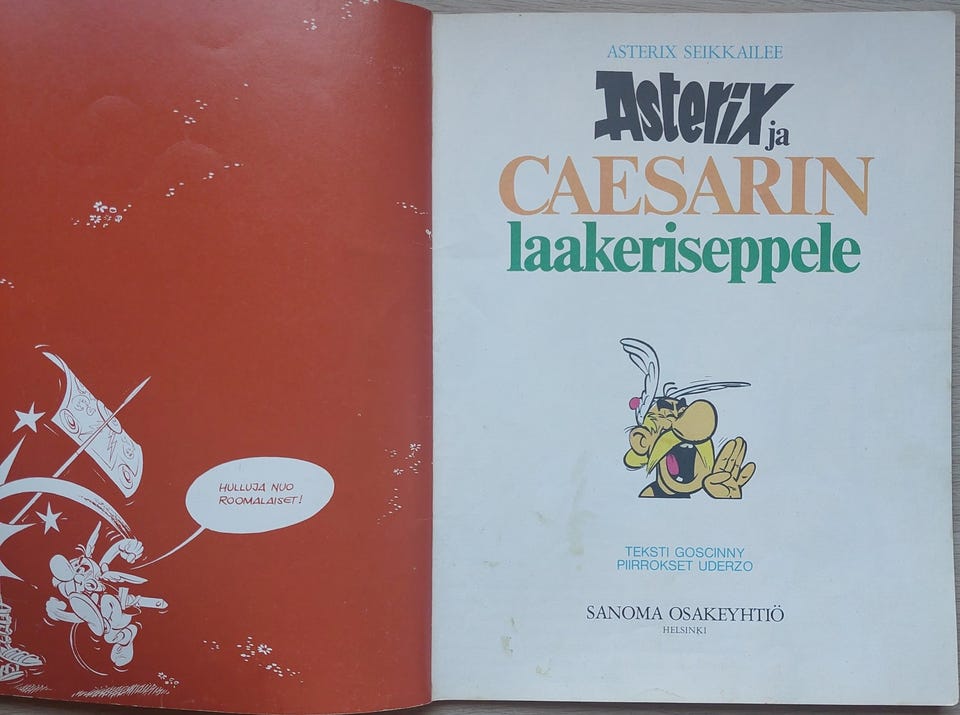 HULLUJA NUO
ROOMALAISET!
ASTERIX SEIKKAILEE
Asterix ja
CAESARIN
laakeriseppele
TEKSTI GOSCINNY
PIIRROKSET UDERZO
SANOMA OSAKEYHTIÖ
HELSINKI